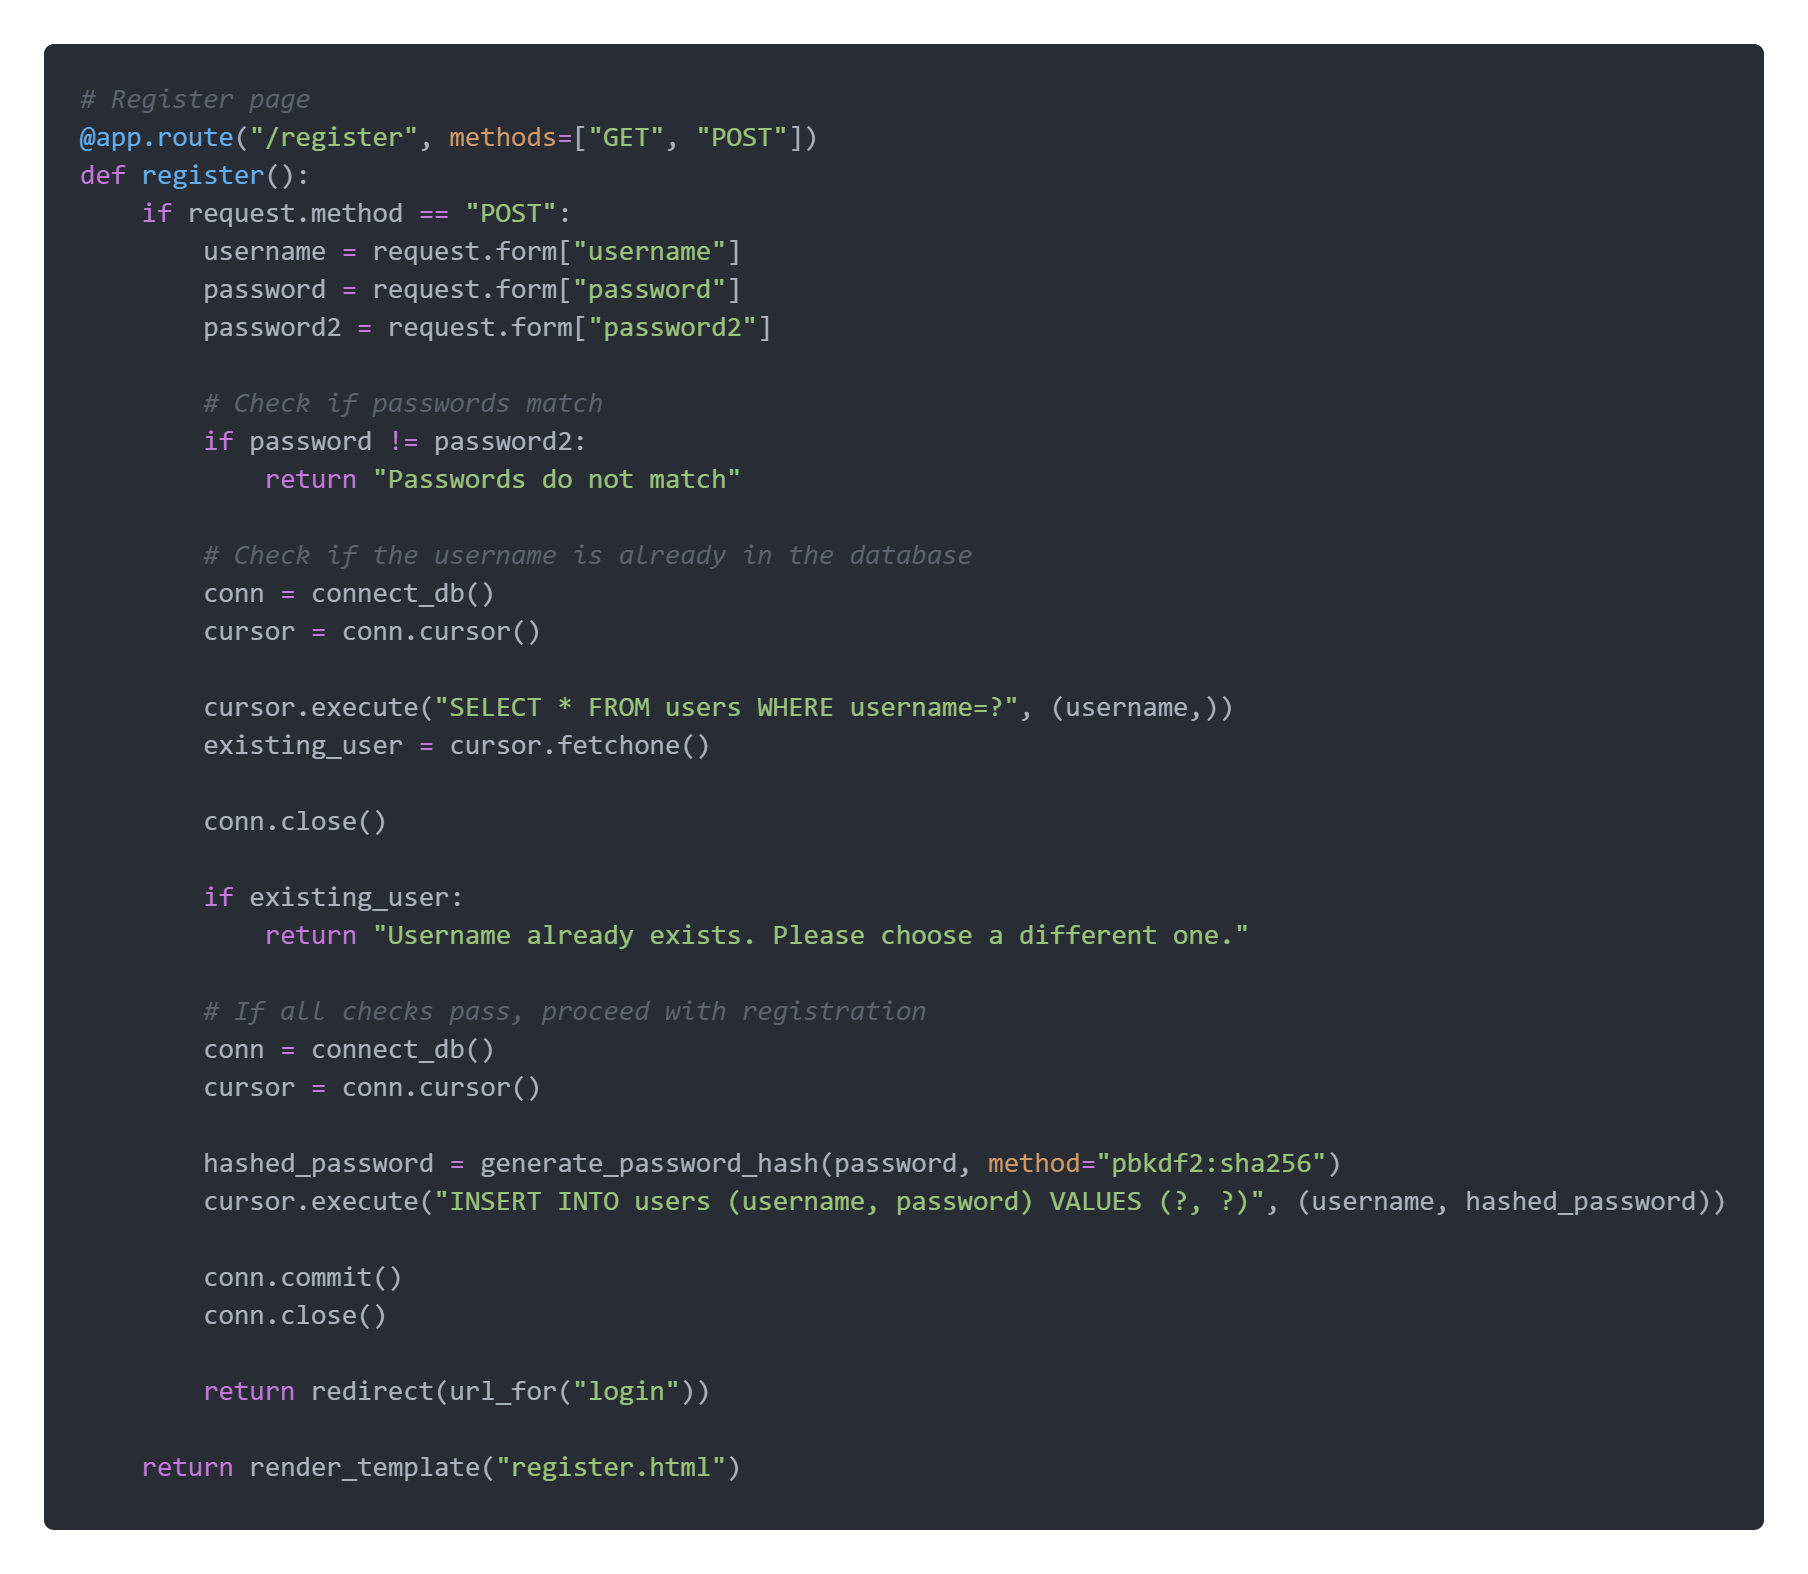 # Register page
@app.route("/register", methods=["GET", "POST"])
def register():
    if request.method == "POST":
        username = request.form["username"]
        password = request.form["password"]
        password2 = request.form["password2"]

        # Check if passwords match
        if password != password2:
            return "Passwords do not match"

        # Check if the username is already in the database
        conn = connect_db()
        cursor = conn.cursor()

        cursor.execute("SELECT * FROM users WHERE username=?", (username,))
        existing_user = cursor.fetchone()

        conn.close()

        if existing_user:
            return "Username already exists. Please choose a different one."

        # If all checks pass, proceed with registration
        conn = connect_db()
        cursor = conn.cursor()

        hashed_password = generate_password_hash(password, method="pbkdf2:sha256")
        cursor.execute("INSERT INTO users (username, password) VALUES (?, ?)", (username, hashed_password))

        conn.commit()
        conn.close()

        return redirect(url_for("login"))

    return render_template("register.html")